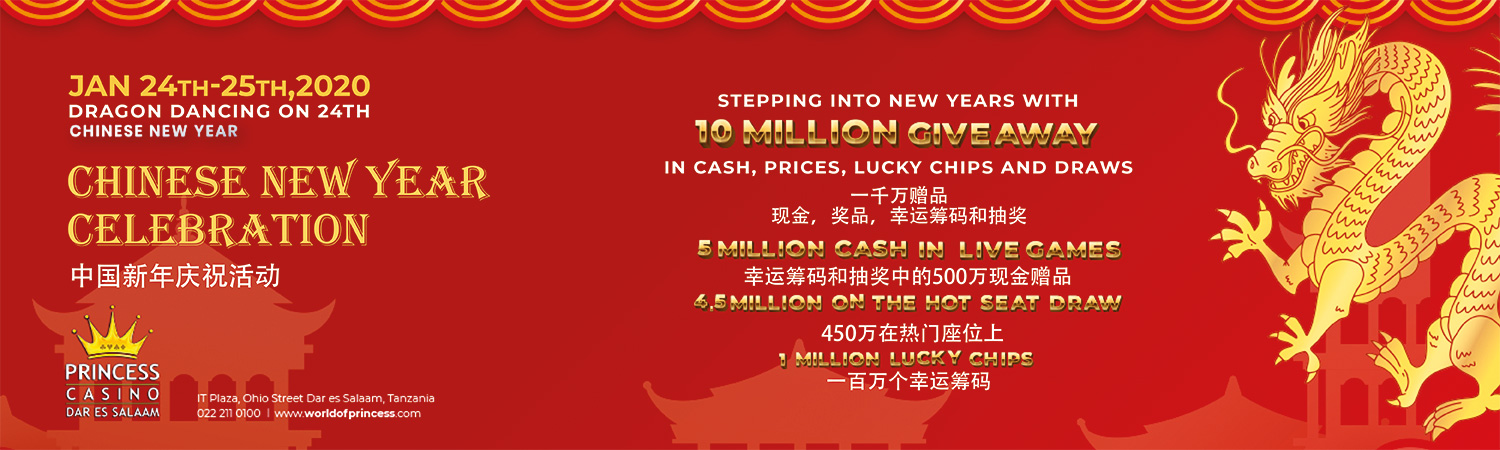 JAN 24TH-25TH,2020
DRAGON DANCING ON 24TH
CHINESE NEW YEAR
CHINESE NEW YEAR
CELEBRATION
中国新年庆祝活动
PRINCESS
CASINO
DAR ES SALAAM
IT Plaza, Ohio Street Dar es Salaam, Tanzania
022 211 0100 | www.worldofprincess.com
STEPPING INTO NEW YEARS WITH
10 MILLION GIVEAWAY
IN CASH, PRICES, LUCKY CHIPS AND DRAWS
一千万赠品
现金，奖品，幸运筹码和抽奖
5 MILLION CASH IN LIVE GAMES
幸运筹码和抽奖中的500万现金赠品
4,5 MILLION ON THE HOT SEAT DRAW
450万在热门座位上
1 MILLION LUCKY CHIPS
一百万个幸运筹码